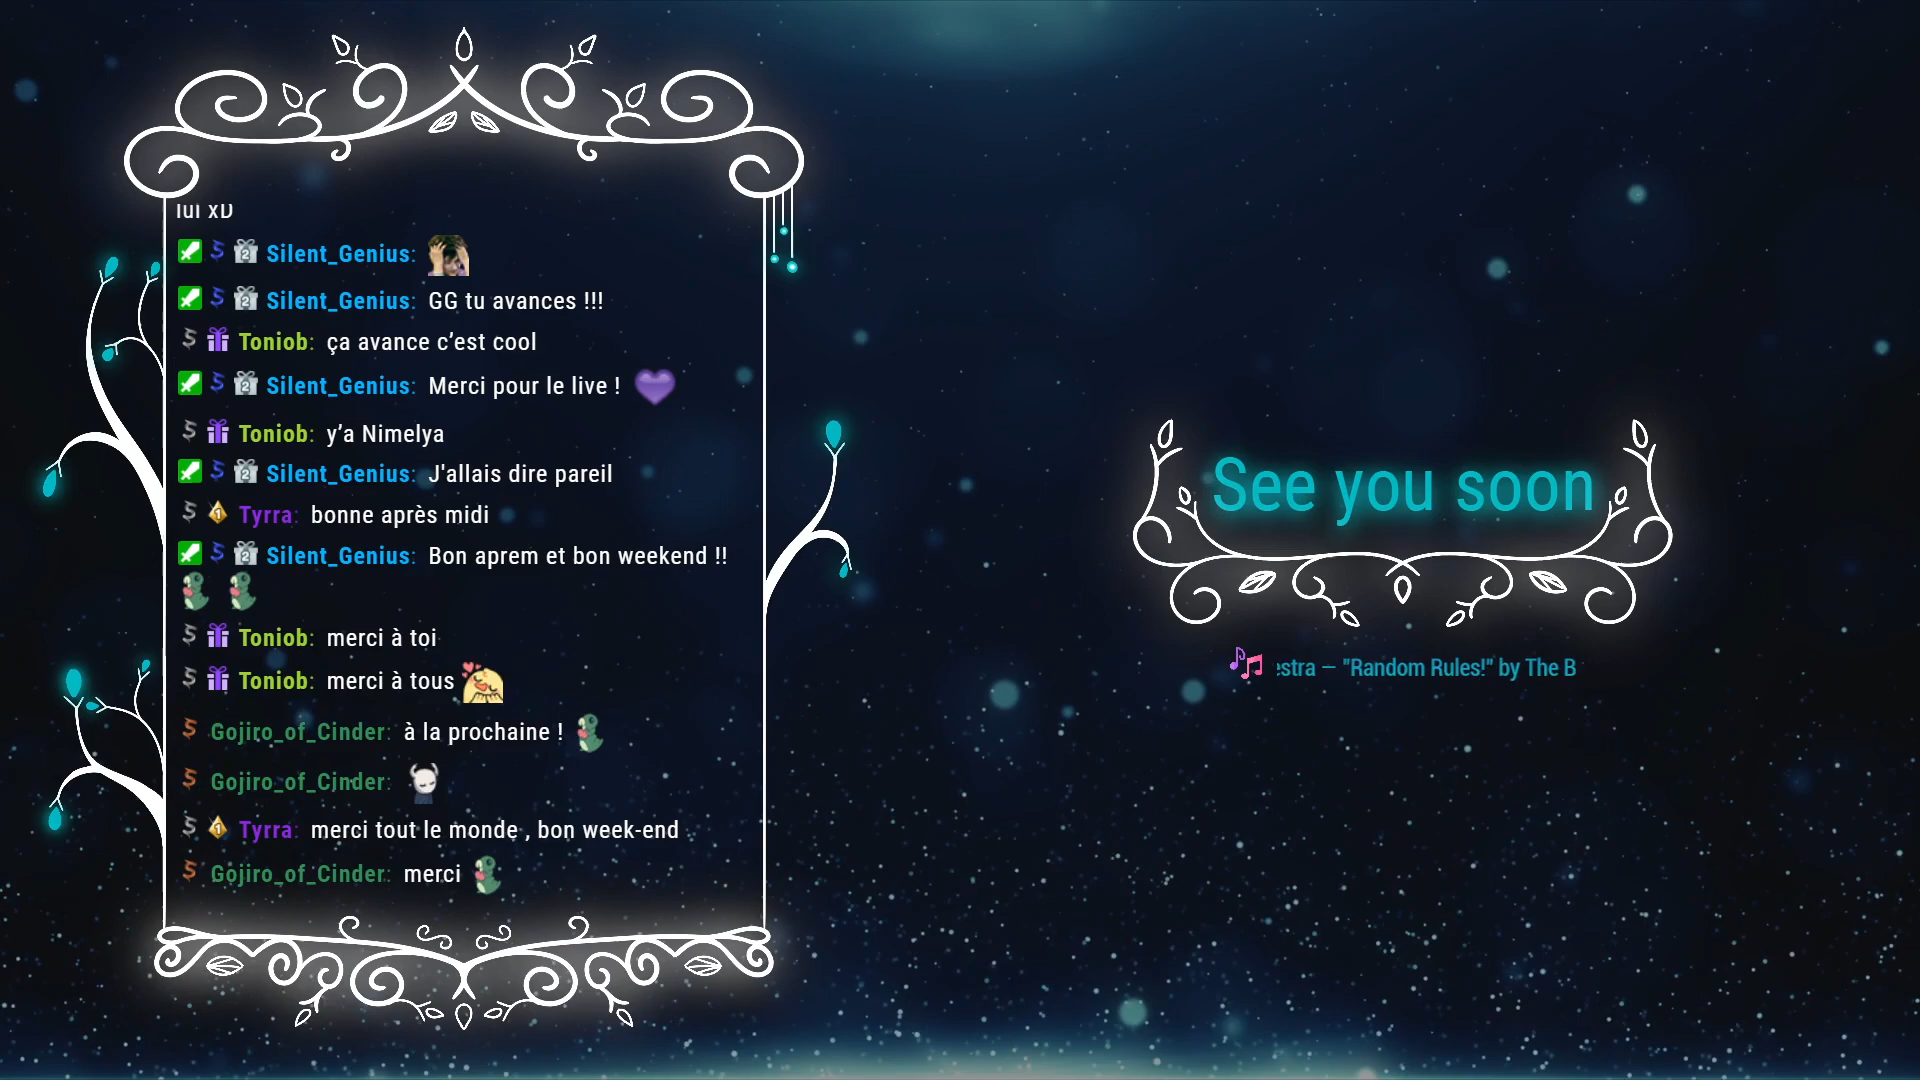 lui xD
Silent_Genius:
Silent_Genius: GG tu avances !!!
Toniob: ça avance c’est cool
Silent_Genius: Merci pour le live !
Toniob: y’a Nimelya
Silent_Genius: J'allais dire pareil
Tyrra: bonne après midi
Silent_Genius: Bon aprem et bon weekend !!
Toniob: merci à toi
Toniob: merci à tous
Gojiro_of_Cinder: à la prochaine !
Gojiro_of_Cinder:
Tyrra: merci tout le monde , bon week-end
Gojiro_of_Cinder: merci
See you soon
estra — "Random Rules!" by The B